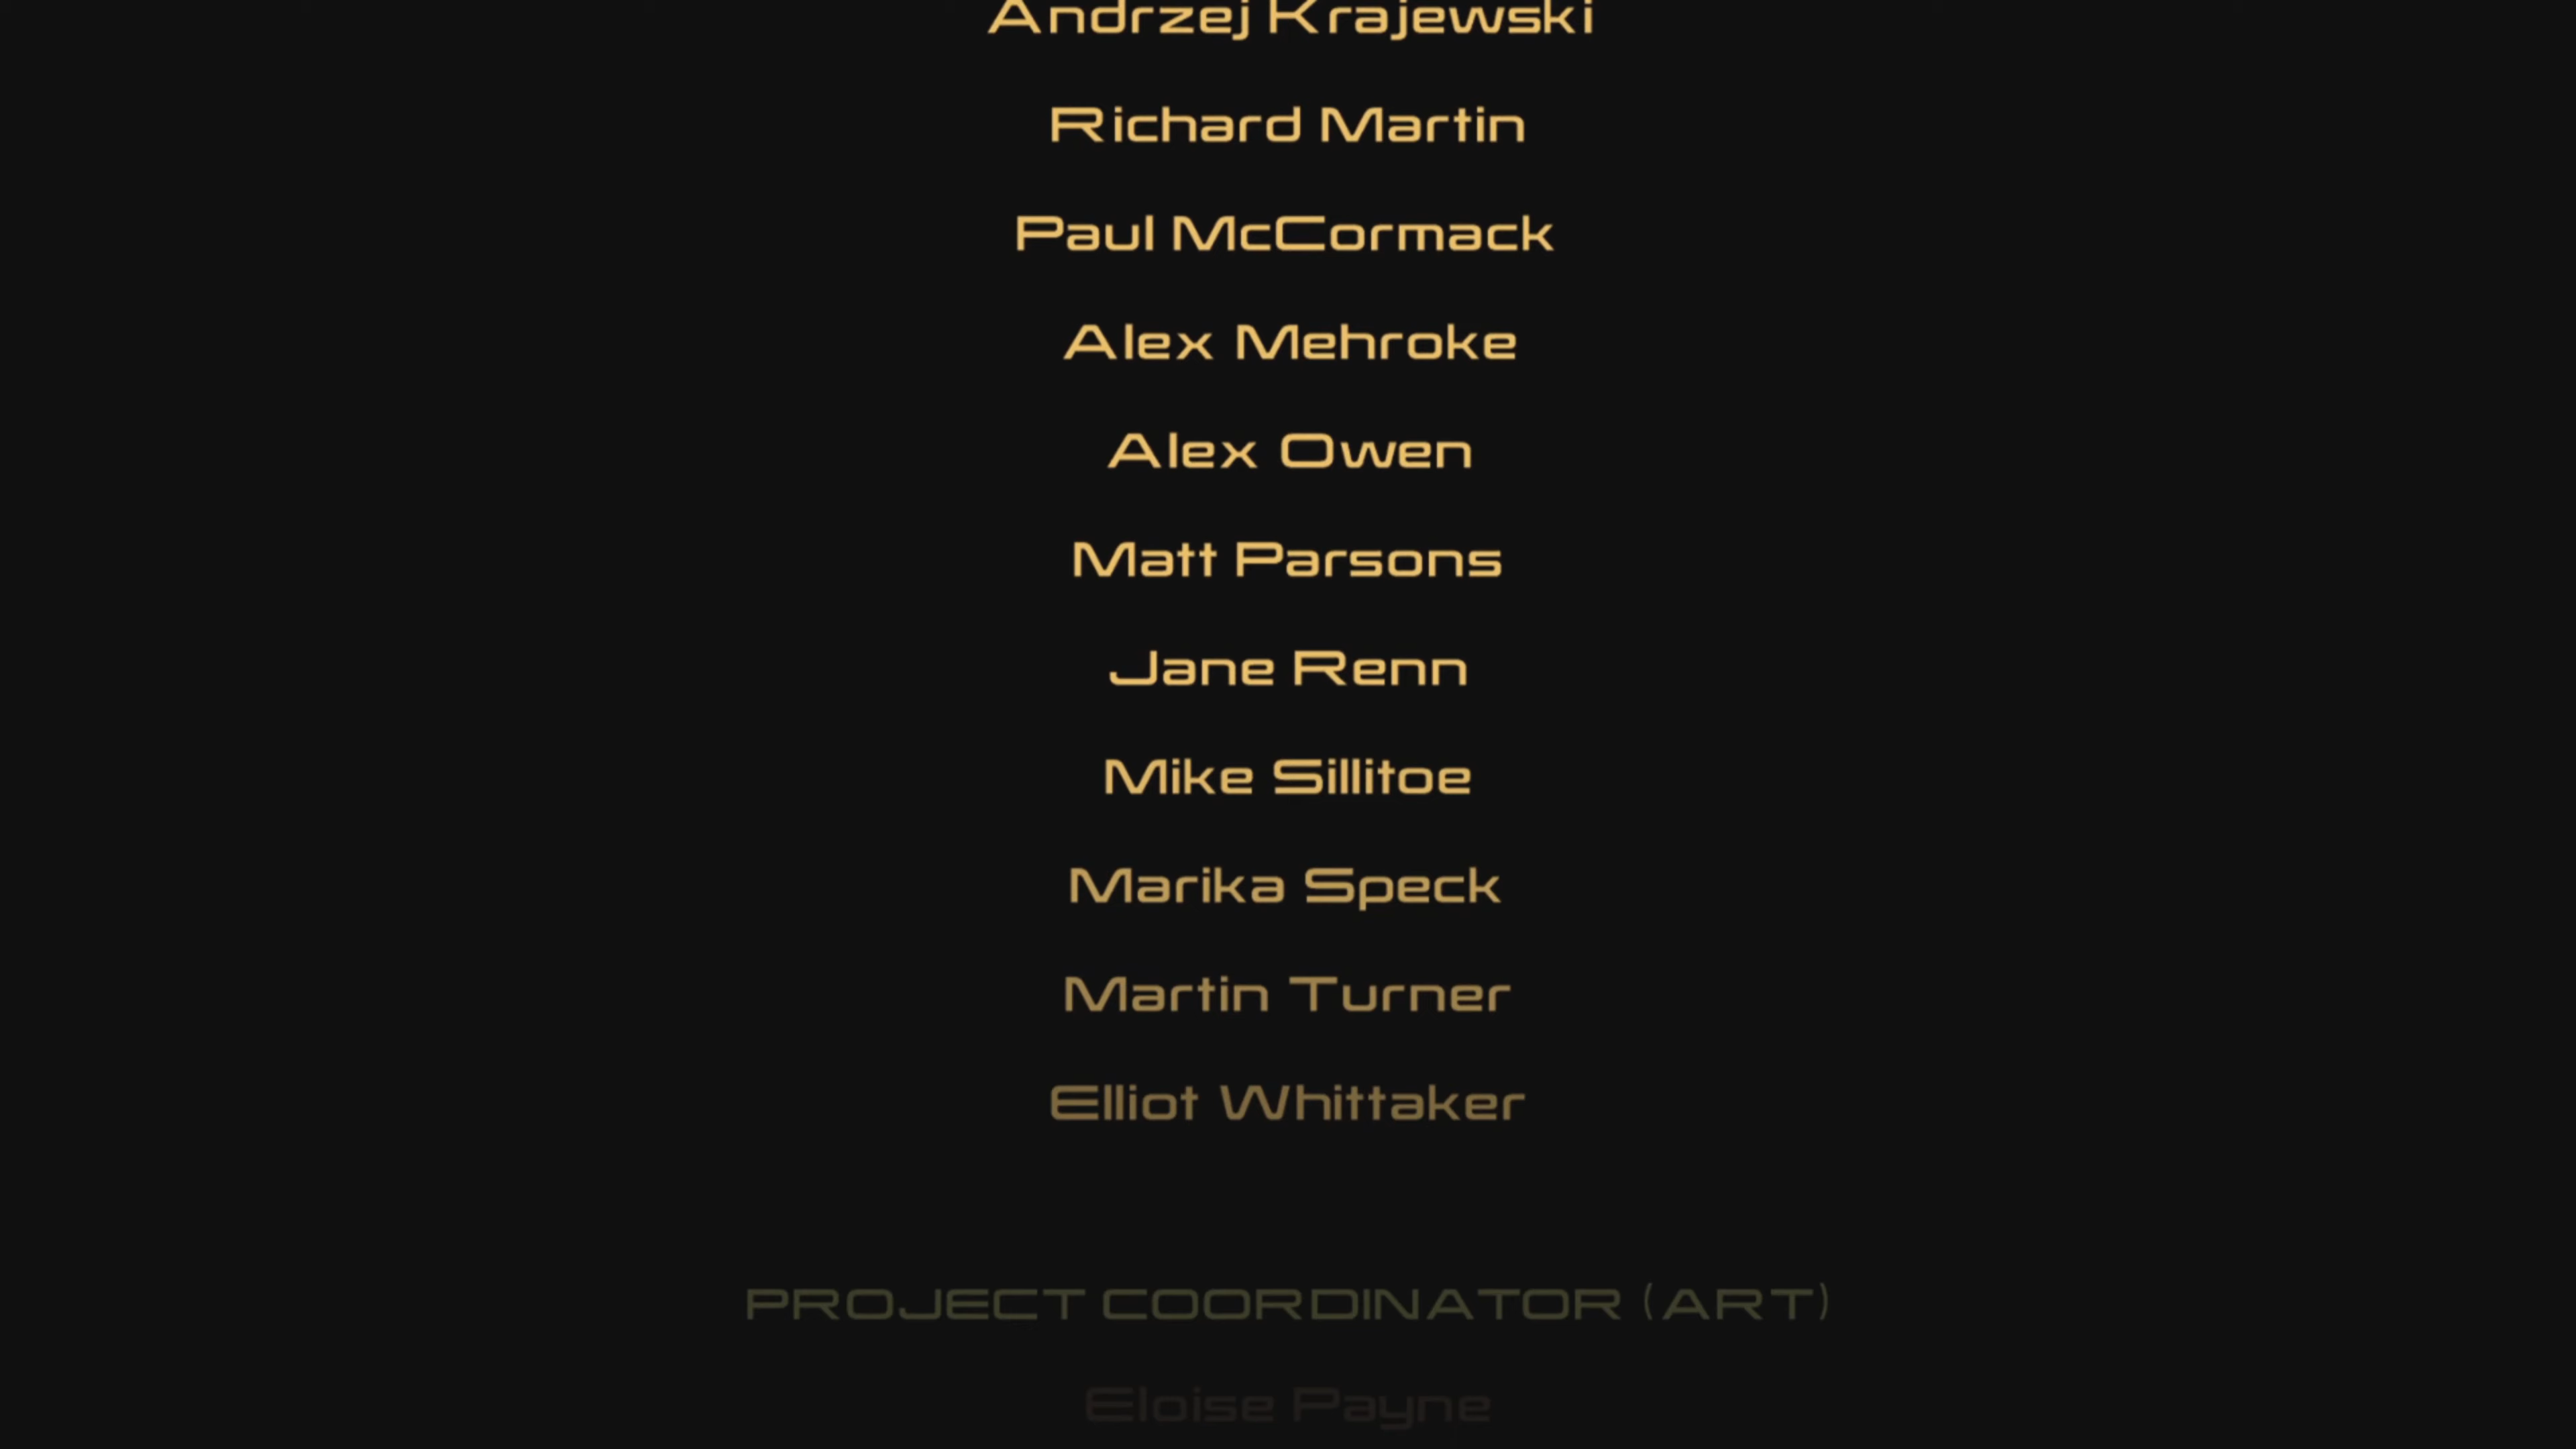 Andrzej Krajewski
Richard Martin
Paul McCormack
Alex Mehroke
Alex Owen
Matt Parsons
Jane Renn
Mike Sillitoe
Marika Speck
Martin Turner
Elliot Whittaker
PROJECT COORDINATOR (ART)
Eloise Payne